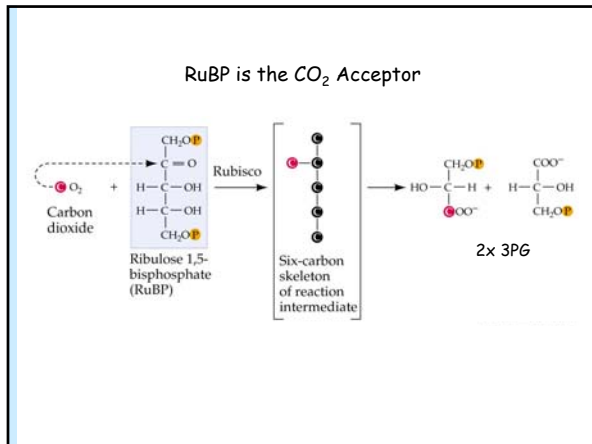 RuBP is the CO₂ Acceptor
C O₂
Carbon
dioxide
+
CH₂OP
C = O
H—C—OH
H—C—OH
CH₂OP
Ribulose 1,5-
bisphosphate
(RuBP)
Rubisco
C
C—C
C
C
C
Six-carbon
skeleton
of reaction
intermediate
CH₂OP
HO—C—H
COO⁻
+
COO⁻
H—C—OH
CH₂OP
2x 3PG